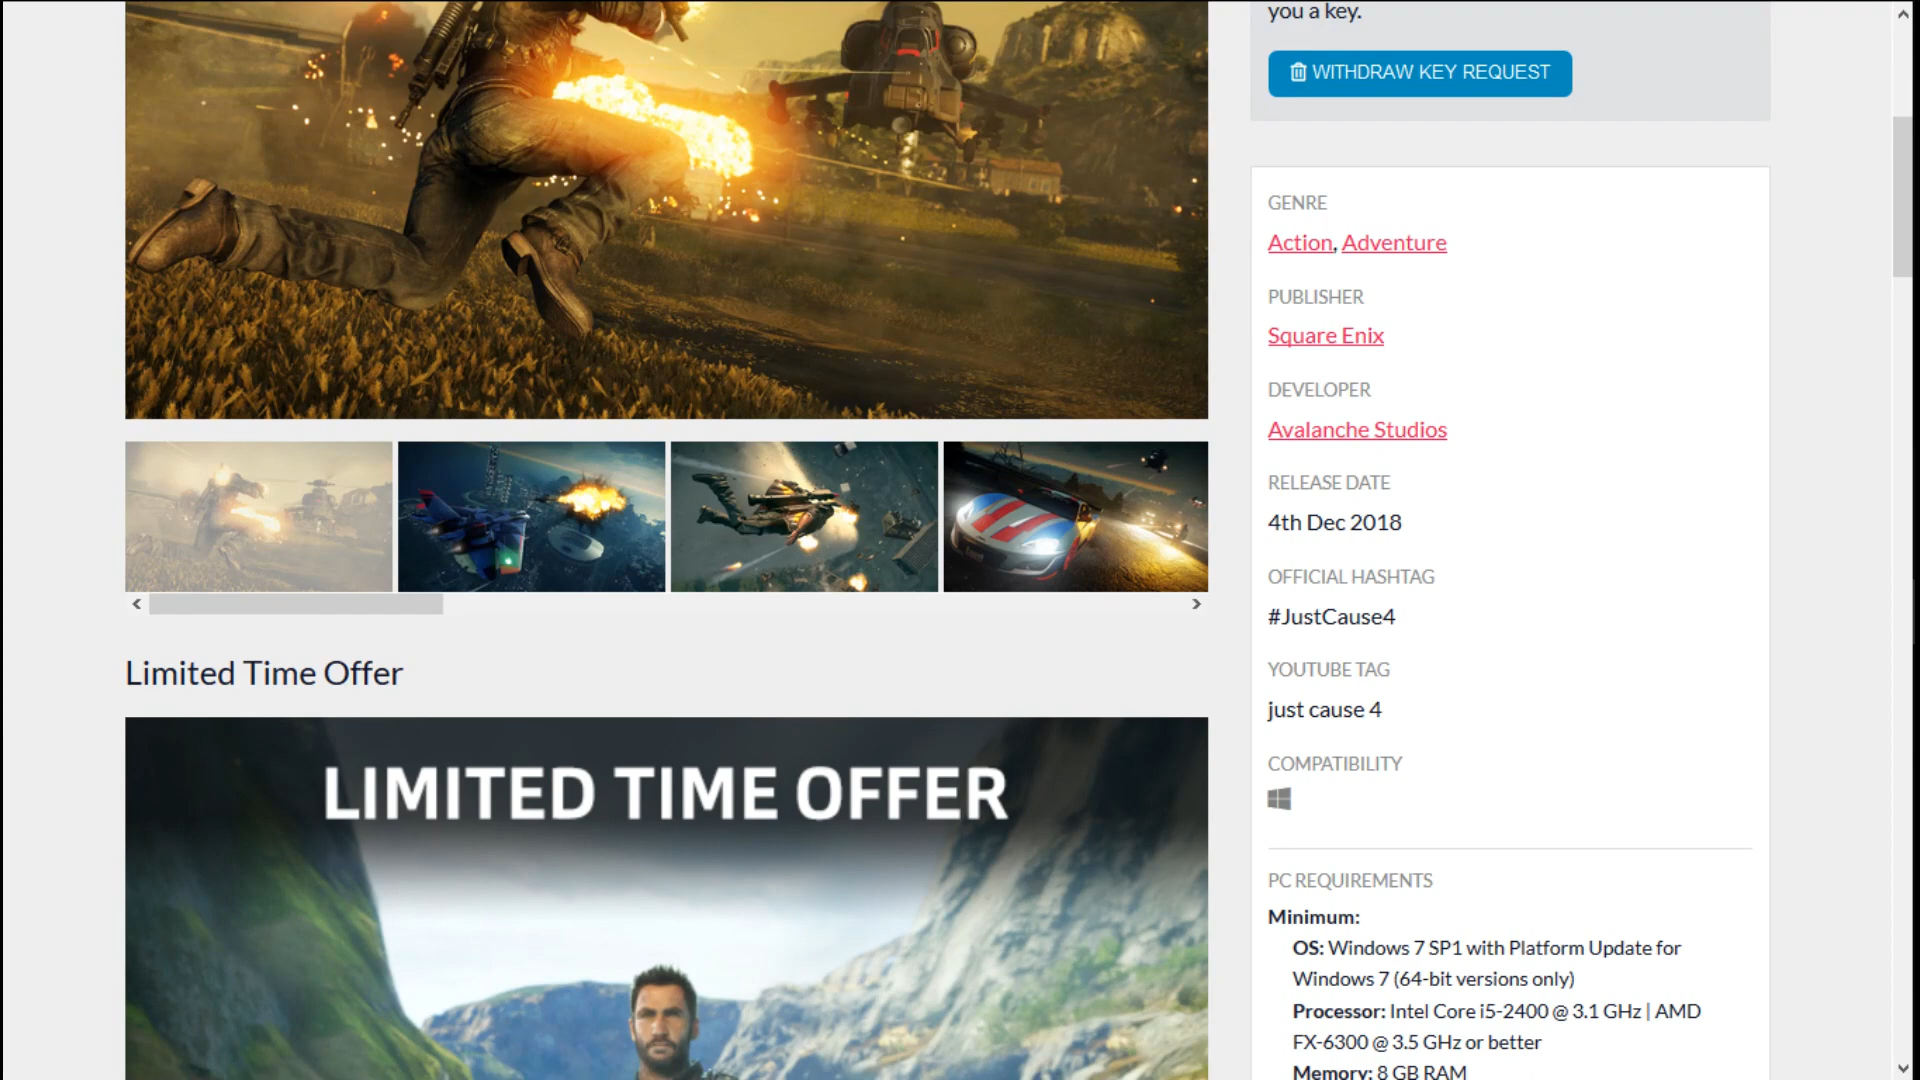 you a key.
WITHDRAW KEY REQUEST
GENRE
Action, Adventure
PUBLISHER
Square Enix
DEVELOPER
Avalanche Studios
RELEASE DATE
4th Dec 2018
OFFICIAL HASHTAG
#JustCause4
YOUTUBE TAG
just cause 4
COMPATIBILITY
PC REQUIREMENTS
Minimum:
OS: Windows 7 SP1 with Platform Update for
Windows 7 (64-bit versions only)
Processor: Intel Core i5-2400 @ 3.1 GHz | AMD
FX-6300 @ 3.5 GHz or better
Memory: 8 GB RAM
Limited Time Offer
LIMITED TIME OFFER